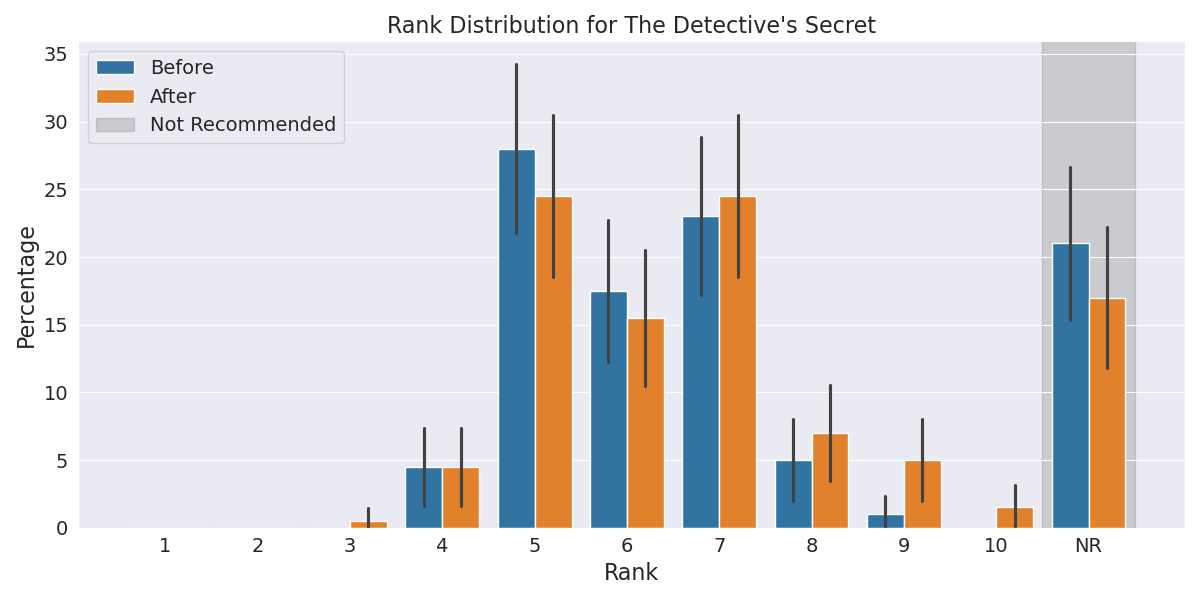 Rank Distribution for The Detective's Secret
Before
After
Not Recommended
Percentage
35
30
25
20
15
10
5
0
1 2 3 4 5 6 7 8 9 10 NR
Rank